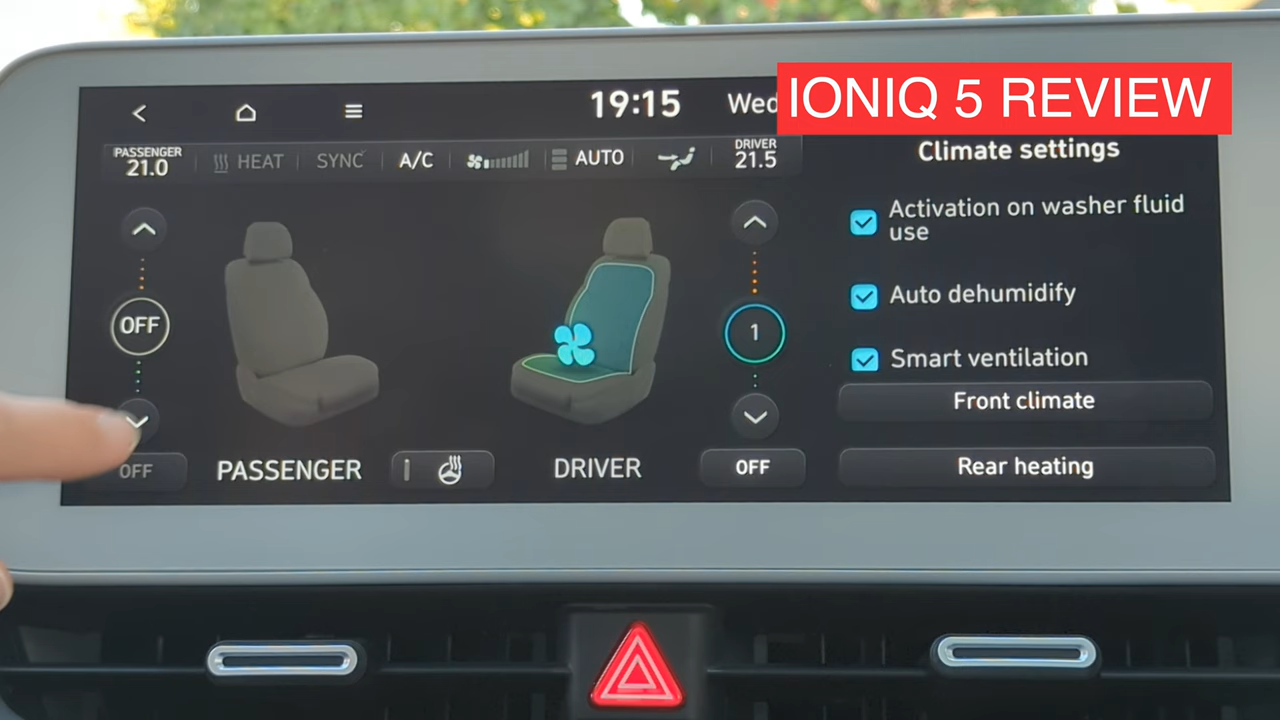 19:15
Wed
IONIQ 5 REVIEW
PASSENGER
21.0
HEAT
SYNC
A/C
AUTO
DRIVER
21.5
Climate settings
Activation on washer fluid
use
OFF
1
Auto dehumidify
Smart ventilation
Front climate
OFF
PASSENGER
DRIVER
OFF
Rear heating